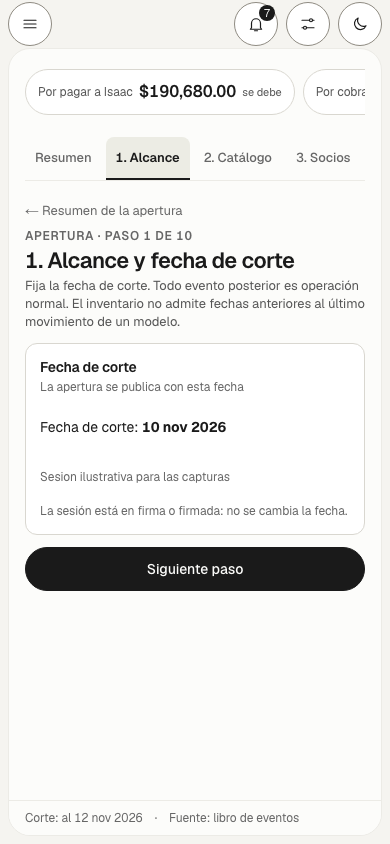 7
Por pagar a Isaac $190,680.00 se debe
Por cobra
Resumen
1. Alcance
2. Catálogo
3. Socios
← Resumen de la apertura
APERTURA · PASO 1 DE 10
1. Alcance y fecha de corte
Fija la fecha de corte. Todo evento posterior es operación
normal. El inventario no admite fechas anteriores al último
movimiento de un modelo.
Fecha de corte
La apertura se publica con esta fecha
Fecha de corte: 10 nov 2026
Sesion ilustrativa para las capturas
La sesión está en firma o firmada: no se cambia la fecha.
Siguiente paso
Corte: al 12 nov 2026 · Fuente: libro de eventos